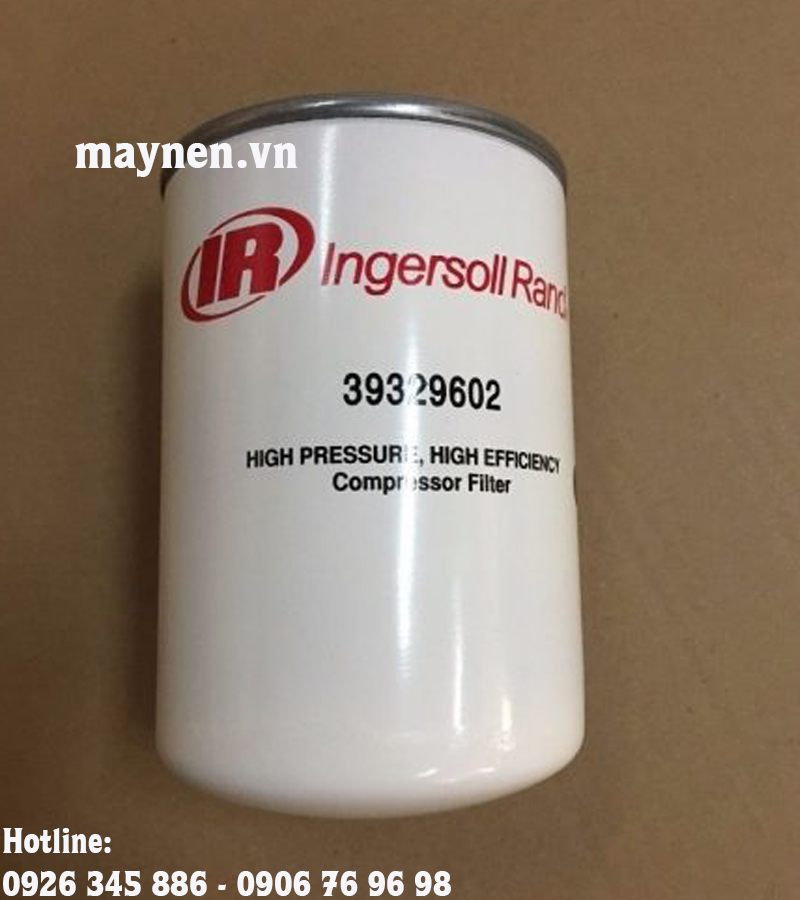 maynen.vn
IR Ingersoll Rand
39329602
HIGH PRESSURE, HIGH EFFICIENCY
Compressor Filter
Hotline:
0926 345 886 - 0906 76 96 98